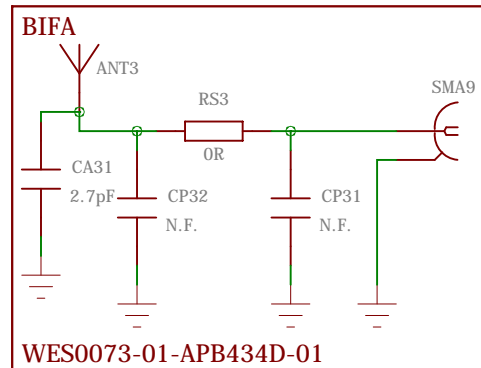 BIFA
ANT3
SMA9
RS3
0R
CA31
2.7pF
CP32
N.F.
CP31
N.F.
WES0073-01-APB434D-01